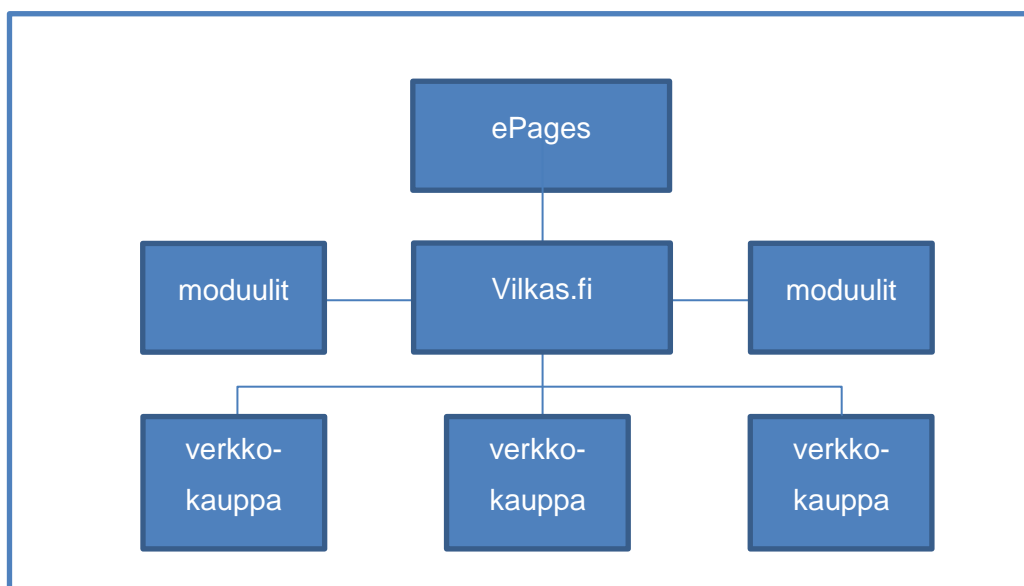 ePages
moduulit
Vilkas.fi
moduulit
verkko-
kauppa
verkko-
kauppa
verkko-
kauppa